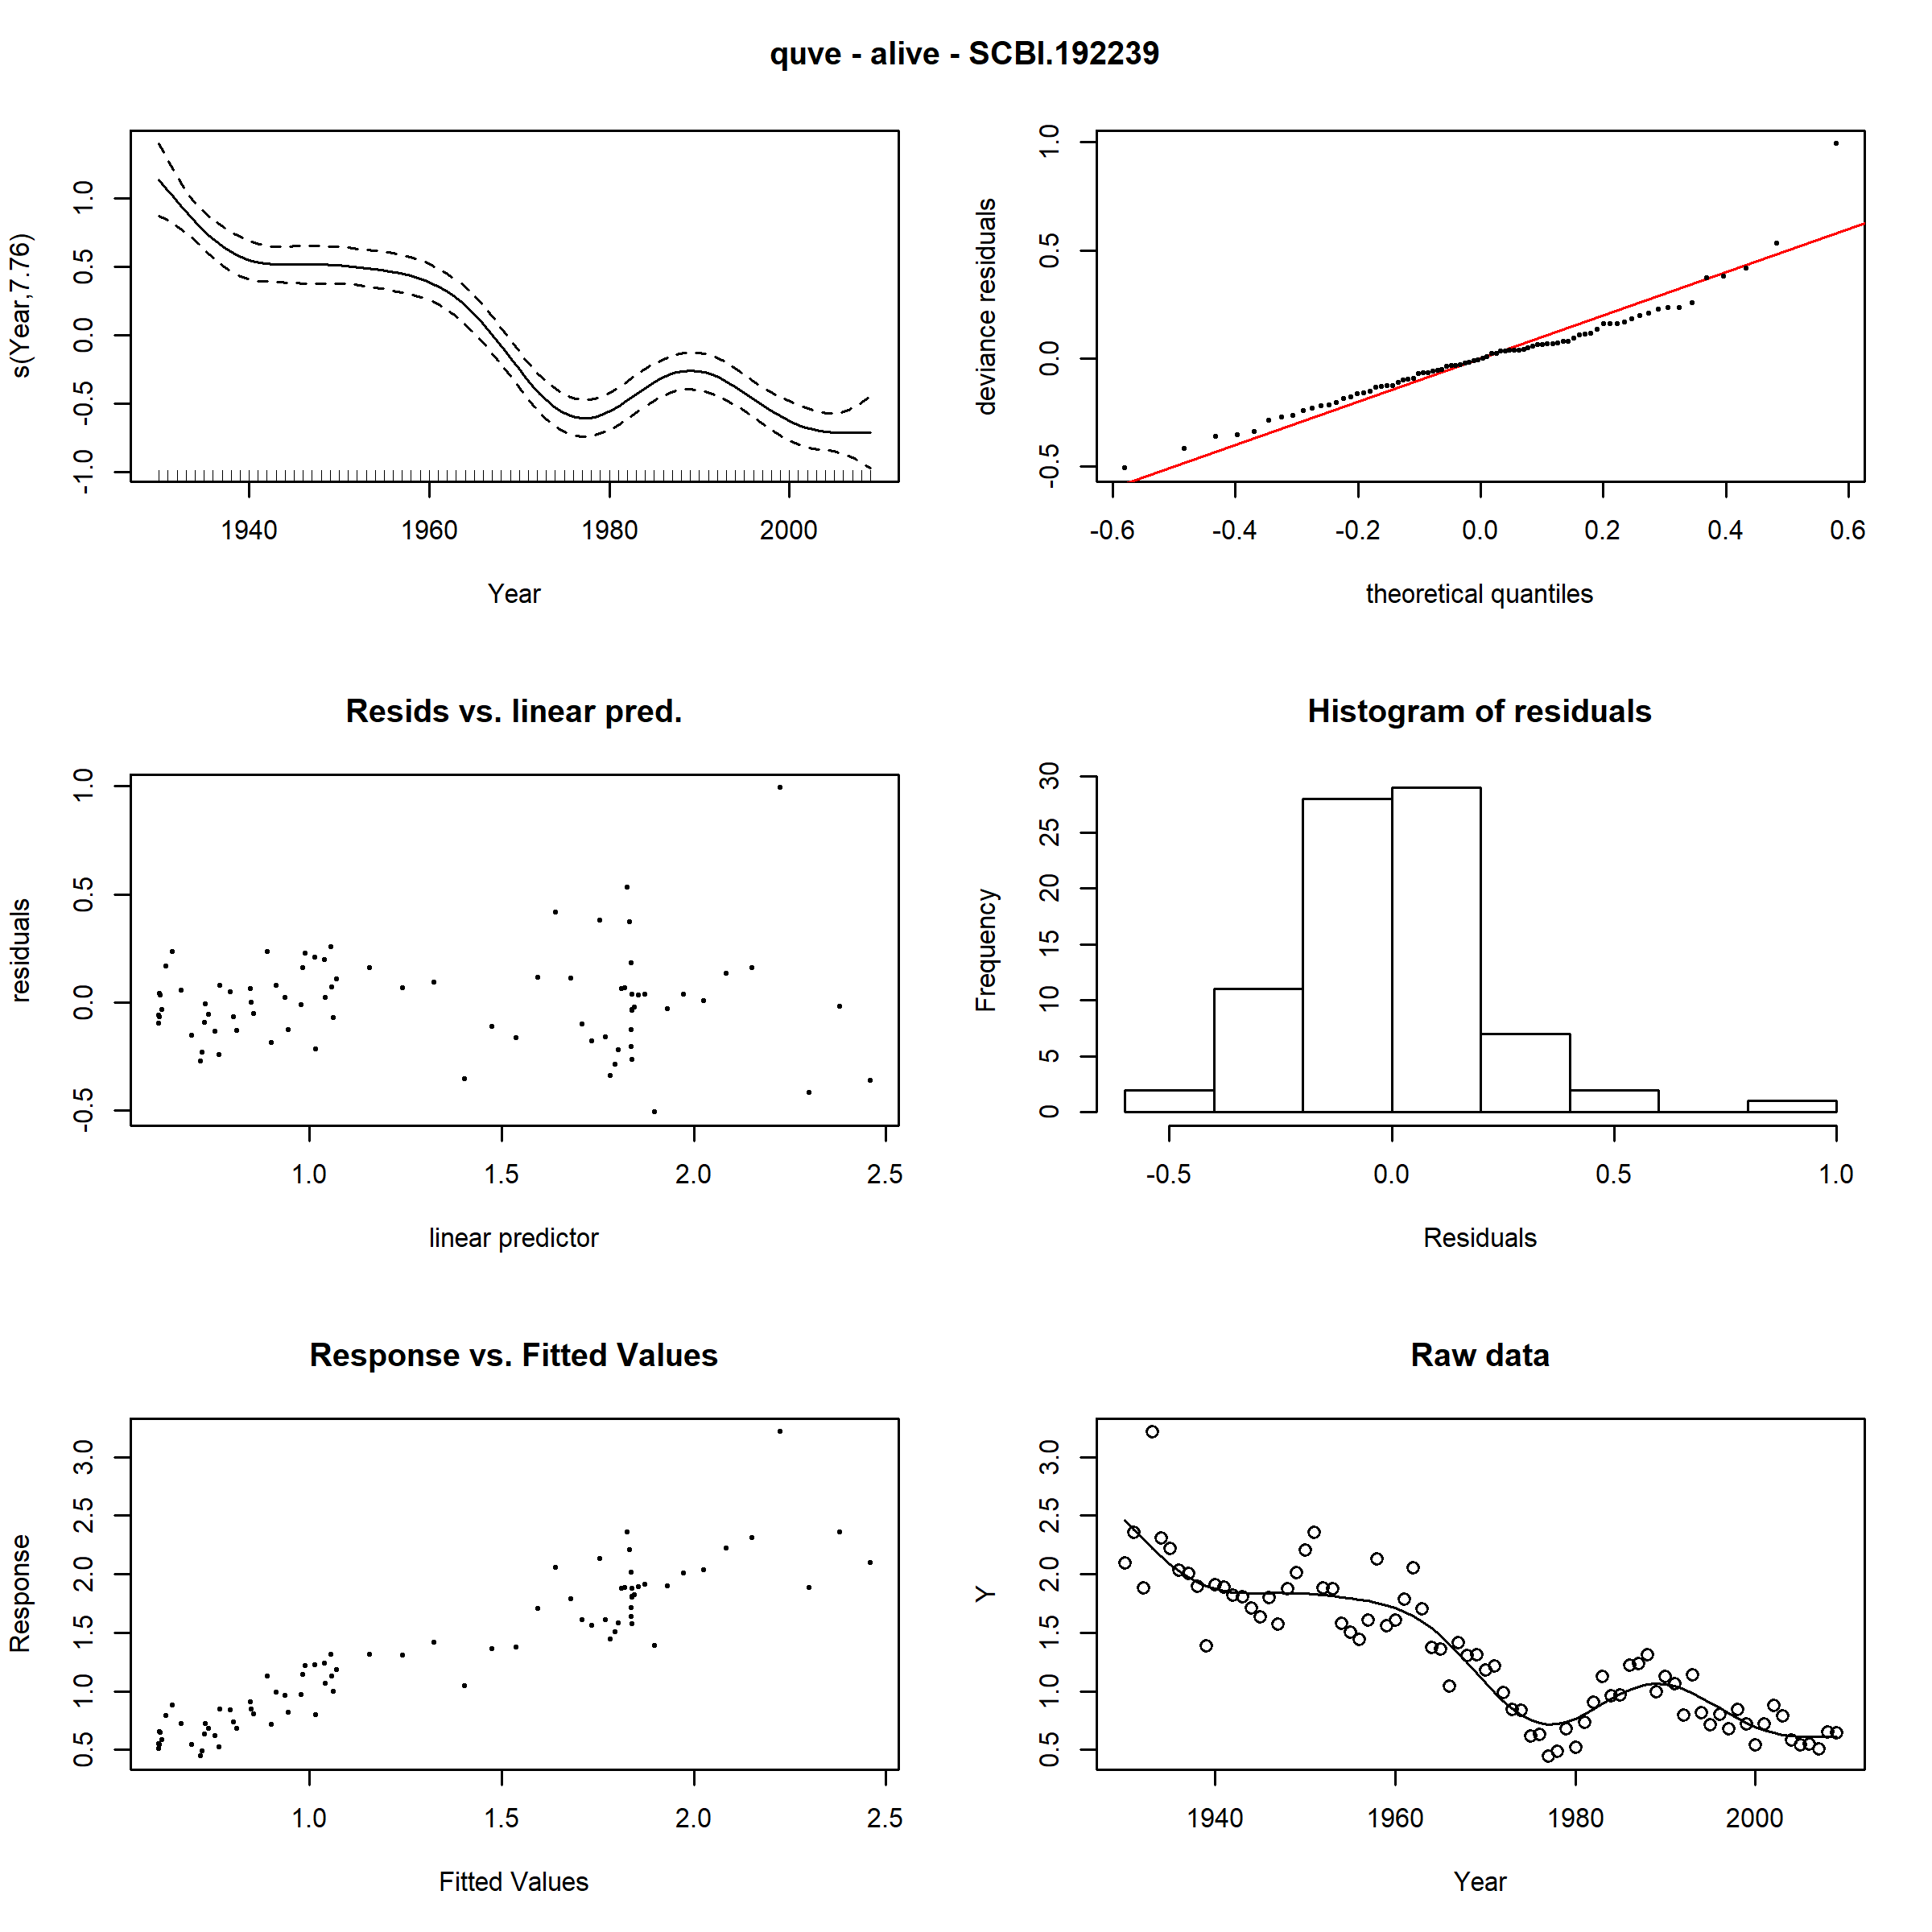 quve - alive - SCBI.192239
s(Year,7.76)
-1.0 -0.5 0.0 0.5 1.0
1940 1960 1980 2000
Year
deviance residuals
-0.5 0.0 0.5 1.0
-0.6 -0.4 -0.2 0.0 0.2 0.4 0.6
theoretical quantiles
Resids vs. linear pred.
residuals
-0.5 0.0 0.5 1.0
1.0 1.5 2.0 2.5
linear predictor
Histogram of residuals
Frequency
0 5 10 15 20 25 30
-0.5 0.0 0.5 1.0
Residuals
Response vs. Fitted Values
Response
0.5 1.0 1.5 2.0 2.5 3.0
1.0 1.5 2.0 2.5
Fitted Values
Raw data
Y
0.5 1.0 1.5 2.0 2.5 3.0
1940 1960 1980 2000
Year